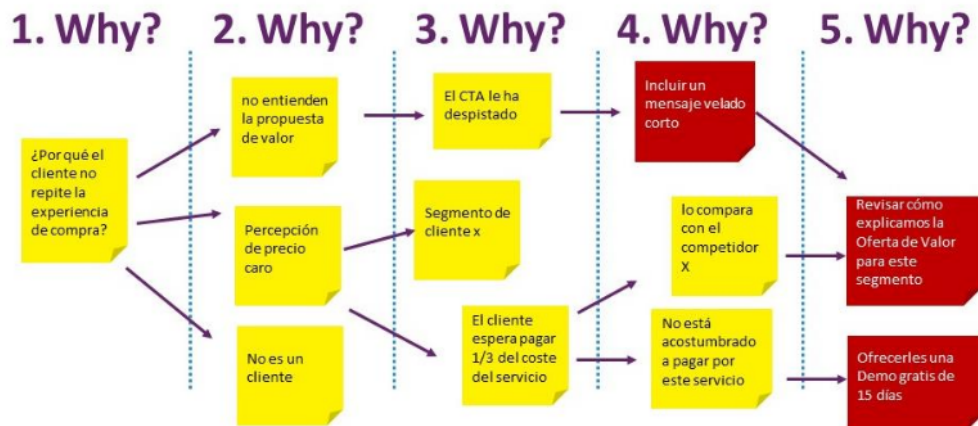 1. Why?
2. Why?
3. Why?
4. Why?
5. Why?
¿Por qué el
cliente no
repite la
experiencia
de compra?
no entienden
la propuesta
de valor
Percepción
de precio
caro
No es un
cliente
El CTA le ha
despistado
Segmento de
cliente x
El cliente
espera pagar
1/3 del coste
del servicio
Incluir un
mensaje velado
corto
lo compara
con el
competidor
X
No está
acostumbrado
a pagar por
este servicio
Revisar cómo
explicamos la
Oferta de Valor
para este
segmento
Ofrecerles una
Demo gratis de
15 días